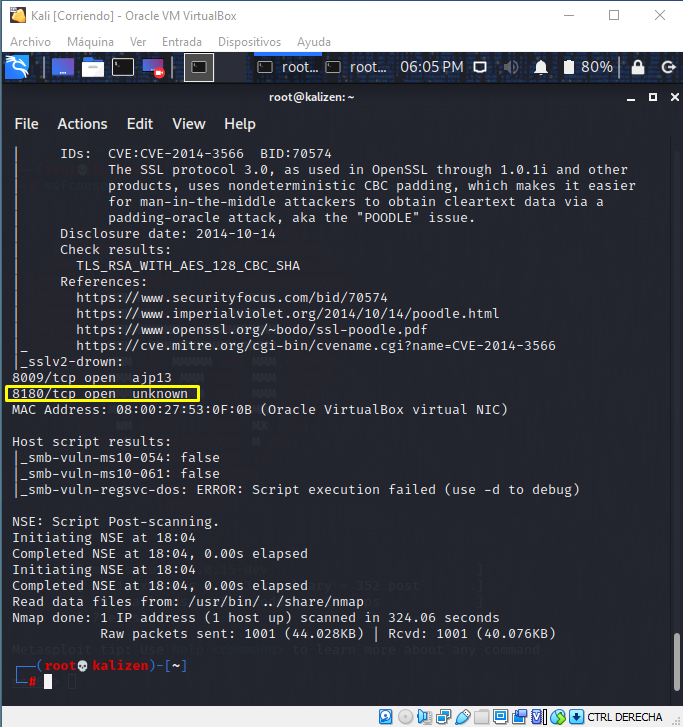 Kali [Corriendo] - Oracle VM VirtualBox
Archivo Máquina Ver Entrada Dispositivos Ayuda
root... root... 06:05 PM 80%
root@kalizen: ~
File Actions Edit View Help
| IDs: CVE:CVE-2014-3566 BID:70574
| The SSL protocol 3.0, as used in OpenSSL through 1.0.1i and other
| products, uses nondeterministic CBC padding, which makes it easier
| for man-in-the-middle attackers to obtain cleartext data via a
| padding-oracle attack, aka the "POODLE" issue.
| Disclosure date: 2014-10-14
| Check results:
| TLS_RSA_WITH_AES_128_CBC_SHA
| References:
| https://www.securityfocus.com/bid/70574
| https://www.imperialviolet.org/2014/10/14/poodle.html
| https://www.openssl.org/~bodo/ssl-poodle.pdf
|_ https://cve.mitre.org/cgi-bin/cvename.cgi?name=CVE-2014-3566
|_sslv2-drown:
8009/tcp open ajp13
8180/tcp open unknown
MAC Address: 08:00:27:53:0F:0B (Oracle VirtualBox virtual NIC)
Host script results:
|_smb-vuln-ms10-054: false
|_smb-vuln-ms10-061: false
|_smb-vuln-regsvc-dos: ERROR: Script execution failed (use -d to debug)
NSE: Script Post-scanning.
Initiating NSE at 18:04
Completed NSE at 18:04, 0.00s elapsed
Initiating NSE at 18:04
Completed NSE at 18:04, 0.00s elapsed
Read data files from: /usr/bin/../share/nmap
Nmap done: 1 IP address (1 host up) scanned in 324.06 seconds
Raw packets sent: 1001 (44.028KB) | Rcvd: 1001 (40.076KB)
(root💀kalizen)-[~]
#
CTRL DERECHA